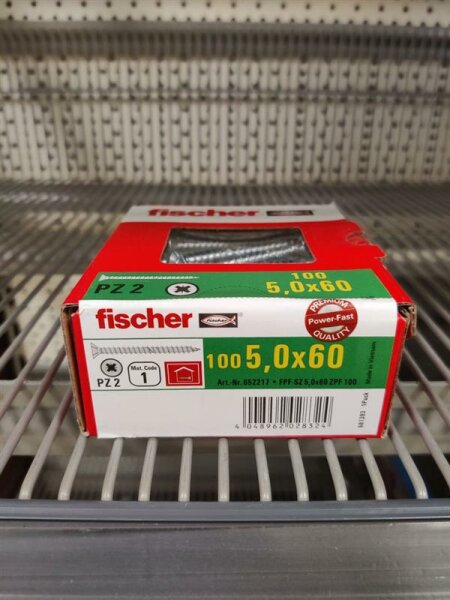 fischer
PZ 2
100
5,0x60
fischer
PREMIUM
Power-Fast
QUALITY
100 5,0x60
PZ 2
Mat. Code
1
Art.-Nr. 652217 • FPF SZ 5,0x60 ZPF 100
4 048962 028324
Made in Vietnam
1Pack